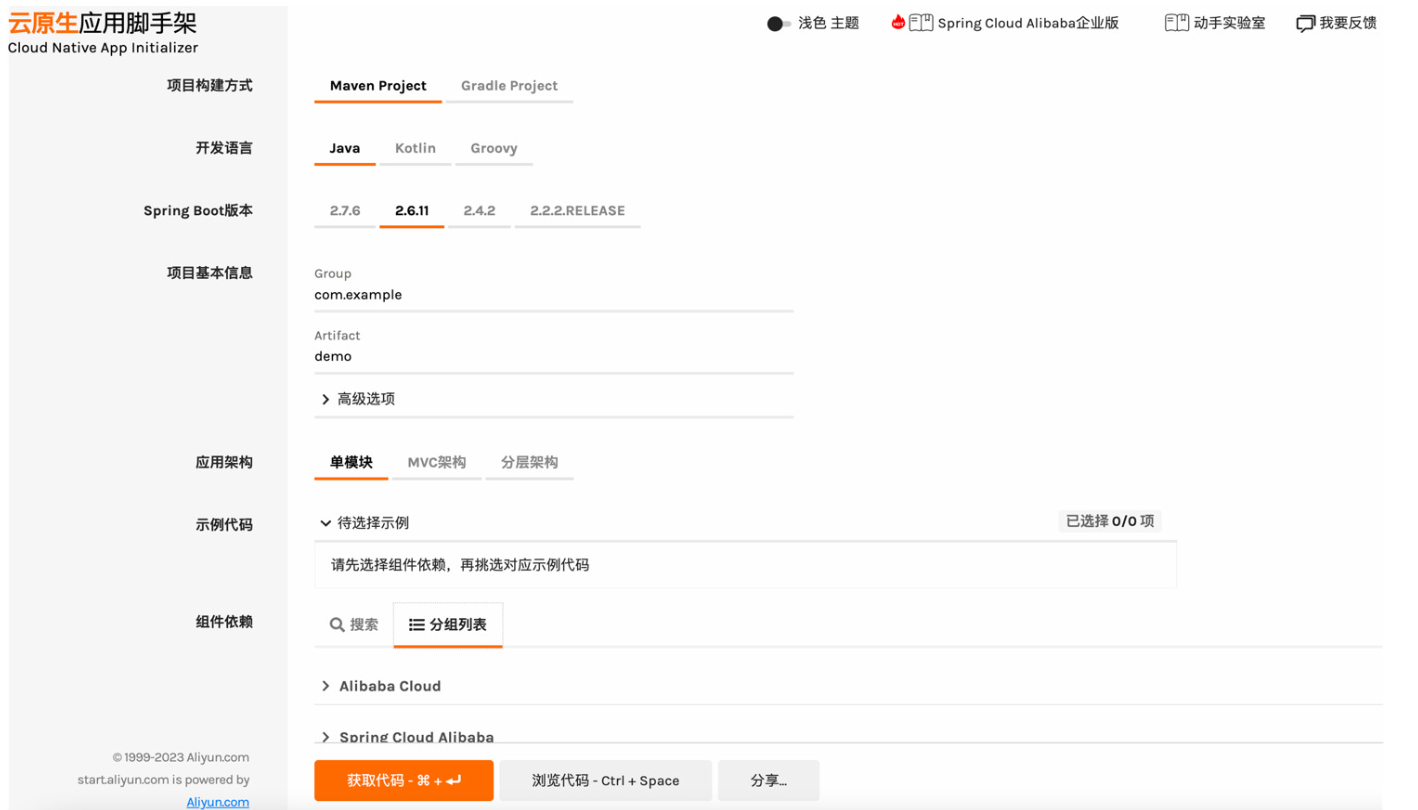 云原生应用脚手架
Cloud Native App Initializer
浅色 主题
HOT Spring Cloud Alibaba企业版
动手实验室
我要反馈
项目构建方式
Maven Project Gradle Project
开发语言
Java Kotlin Groovy
Spring Boot版本
2.7.6 2.6.11 2.4.2 2.2.2.RELEASE
项目基本信息
Group
com.example
Artifact
demo
高级选项
应用架构
单模块 MVC架构 分层架构
示例代码
待选择示例
已选择 0/0 项
请先选择组件依赖，再挑选对应示例代码
组件依赖
搜索 分组列表
Alibaba Cloud
Spring Cloud Alibaba
© 1999-2023 Aliyun.com
start.aliyun.com is powered by
Aliyun.com
获取代码 - ⌘ + ↵
浏览代码 - Ctrl + Space
分享...